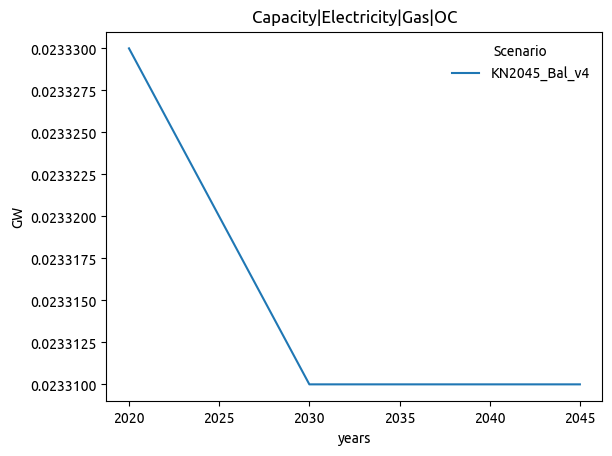 Capacity|Electricity|Gas|OC
Scenario
KN2045_Bal_v4
GW
0.0233300
0.0233275
0.0233250
0.0233225
0.0233200
0.0233175
0.0233150
0.0233125
0.0233100
2020 2025 2030 2035 2040 2045
years